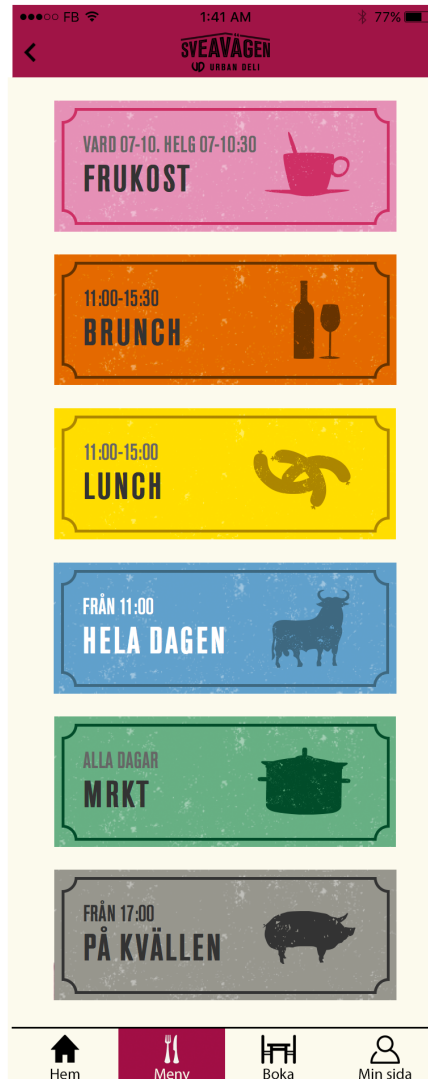 FB 1:41 AM 77%
SVEAVÄGEN
UD URBAN DELI
VARD 07-10. HELG 07-10:30
FRUKOST
11:00-15:30
BRUNCH
11:00-15:00
LUNCH
FRÅN 11:00
HELA DAGEN
ALLA DAGAR
MRKT
FRÅN 17:00
PÅ KVÄLLEN
Hem Meny Boka Min sida